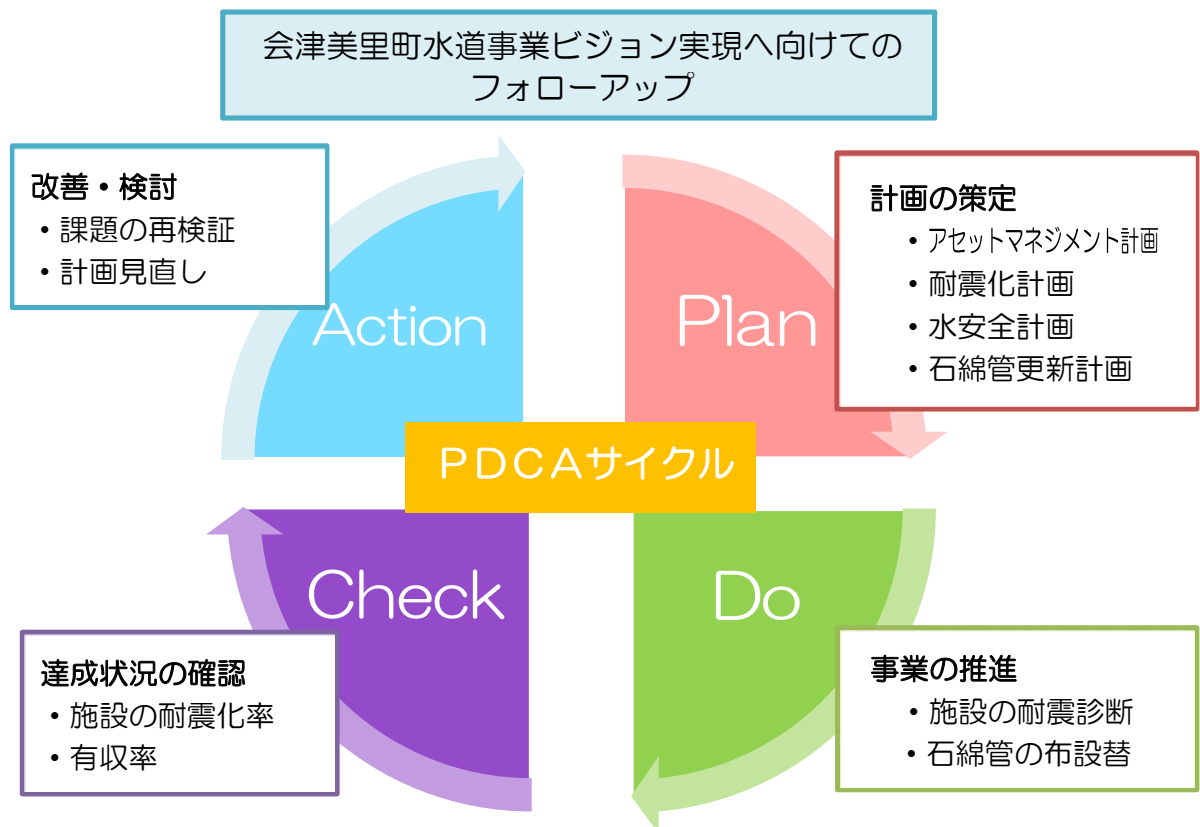 会津美里町水道事業ビジョン実現へ向けての
フォローアップ
改善・検討
・課題の再検証
・計画見直し
Action
Plan
計画の策定
・アセットマネジメント計画
・耐震化計画
・水安全計画
・石綿管更新計画
ＰＤＣＡサイクル
Check
達成状況の確認
・施設の耐震化率
・有収率
Do
事業の推進
・施設の耐震診断
・石綿管の布設替